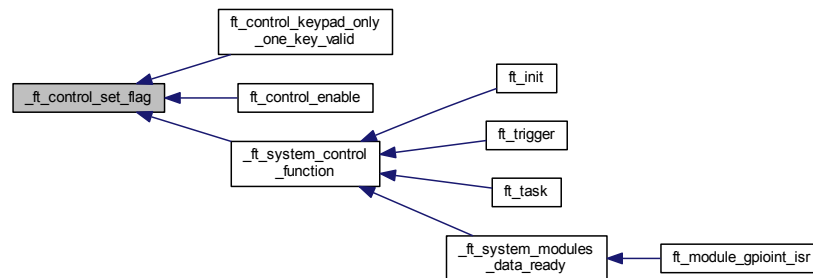 ft_control_keypad_only
_one_key_valid
_ft_control_set_flag
ft_control_enable
_ft_system_control
_function
ft_init
ft_trigger
ft_task
_ft_system_modules
_data_ready
ft_module_gpioint_isr